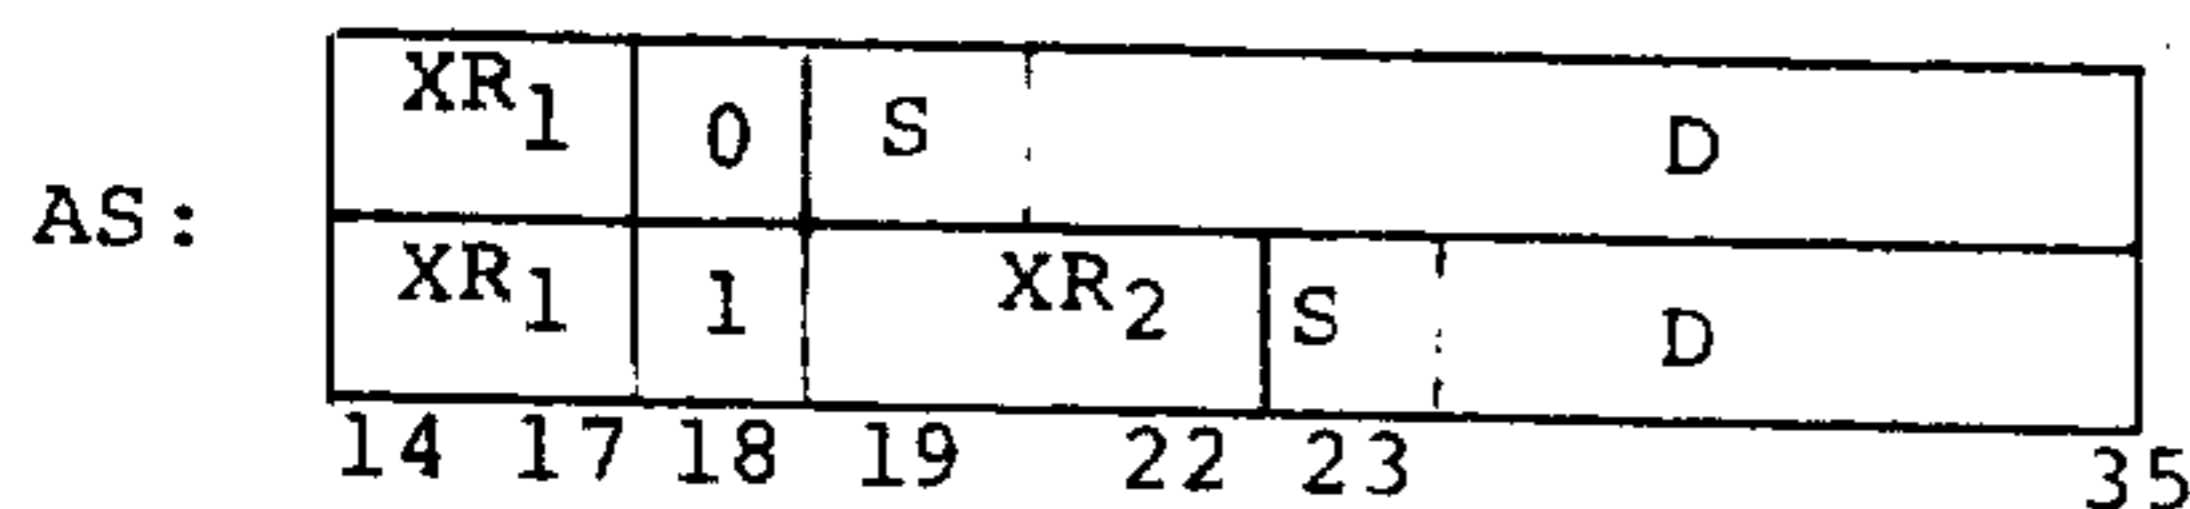 XR1 0 S D
AS:
XR1 1 XR2 S D
14 17 18 19 22 23 35